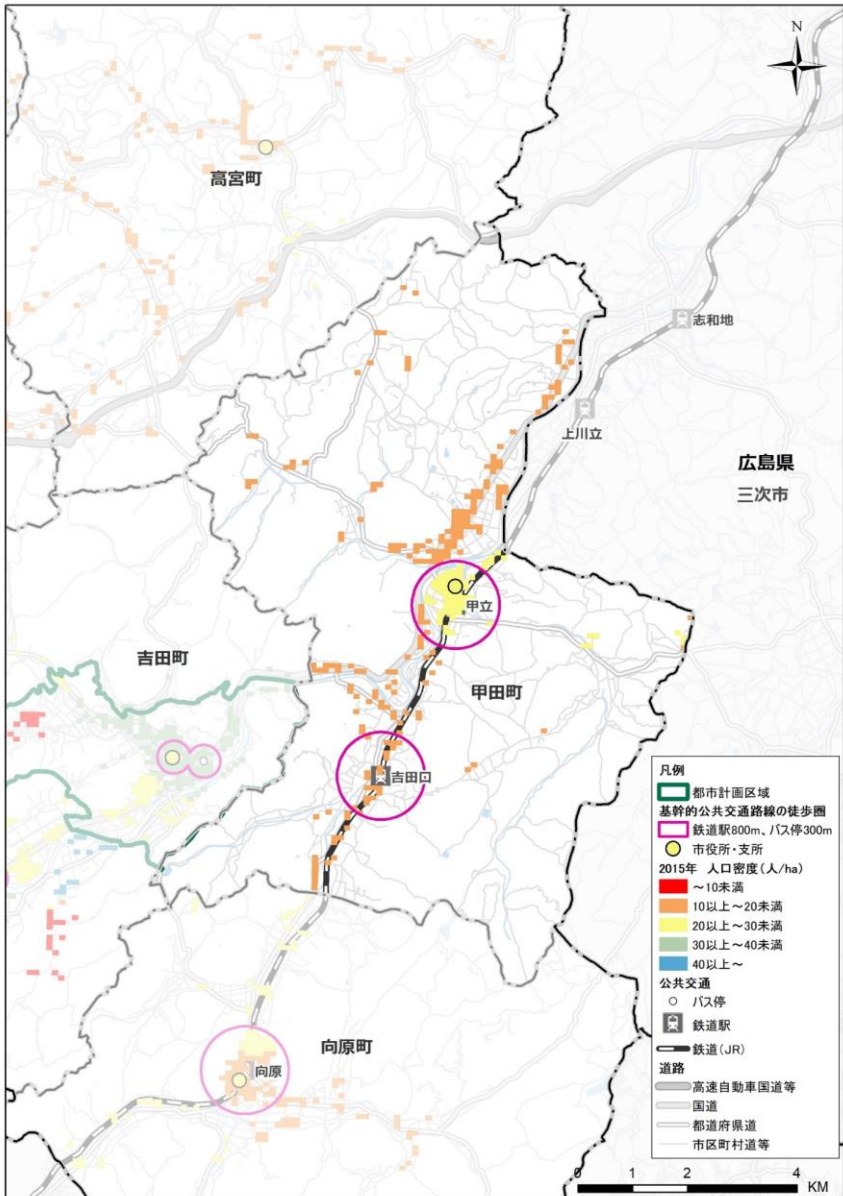 N
高宮町
志和地
上川立
広島県
三次市
甲立
吉田町
甲田町
吉田口
向原町
向原
凡例
都市計画区域
基幹的公共交通路線の徒歩圏
鉄道駅800m、バス停300m
市役所・支所
2015年 人口密度(人/ha)
～10未満
10以上～20未満
20以上～30未満
30以上～40未満
40以上～
公共交通
バス停
鉄道駅
鉄道(JR)
道路
高速自動車国道等
国道
都道府県道
市区町村道等
0 1 2 4
KM